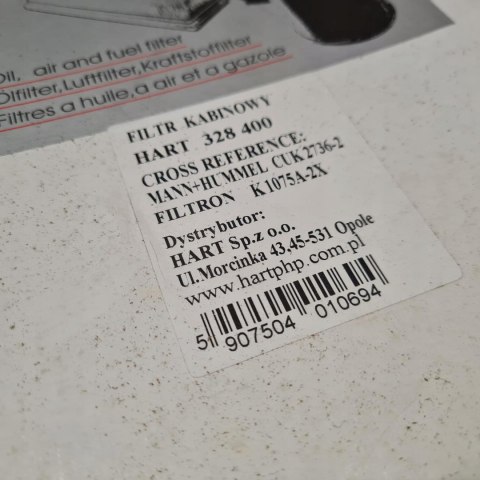 Oil, air and fuel filter
Ölfilter,Luftfilter,Kraftstoffilter
Filtres a huile,a air et a gazole
FILTR KABINOWY
HART 328 400
CROSS REFERENCE:
MANN+HUMMEL CUK2736-2
FILTRON K1075A-2X
Dystrybutor:
HART Sp.z o.o.
Ul.Morcinka 43,45-531 Opole
www.hartphp.com.pl
5 907504 010694